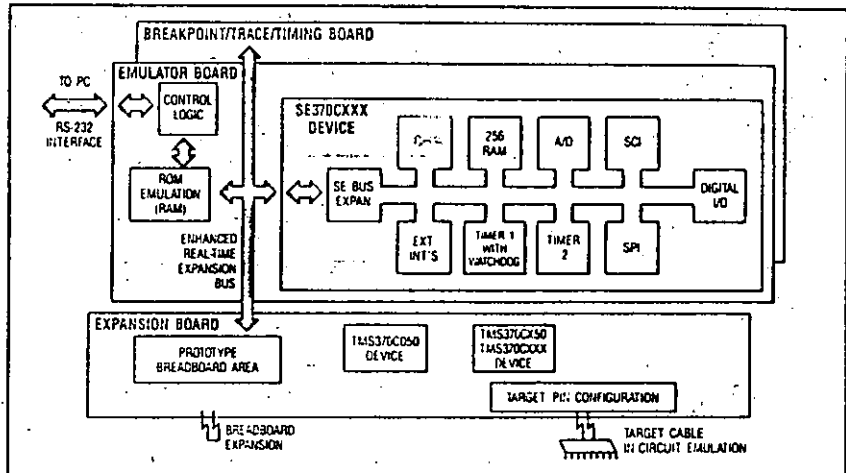 BREAKPOINT/TRACE/TIMING BOARD
EMULATOR BOARD
TO PC
RS-232
INTERFACE
CONTROL
LOGIC
ROM
EMULATION
(RAM)
ENHANCED
REAL-TIME
EXPANSION
BUS
SE370CXXX
DEVICE
256
RAM
A/D
SCI
SE BUS
EXPAN
DIGITAL
I/O
EXT
INT'S
TIMER 1
WITH
WATCHDOG
TIMER
2
SPI
EXPANSION BOARD
PROTOTYPE
BREADBOARD AREA
TMS370C050
DEVICE
TMS370CX50
TMS370CXXX
DEVICE
TARGET PIN CONFIGURATION
BREADBOARD
EXPANSION
TARGET CABLE
IN CIRCUIT EMULATION